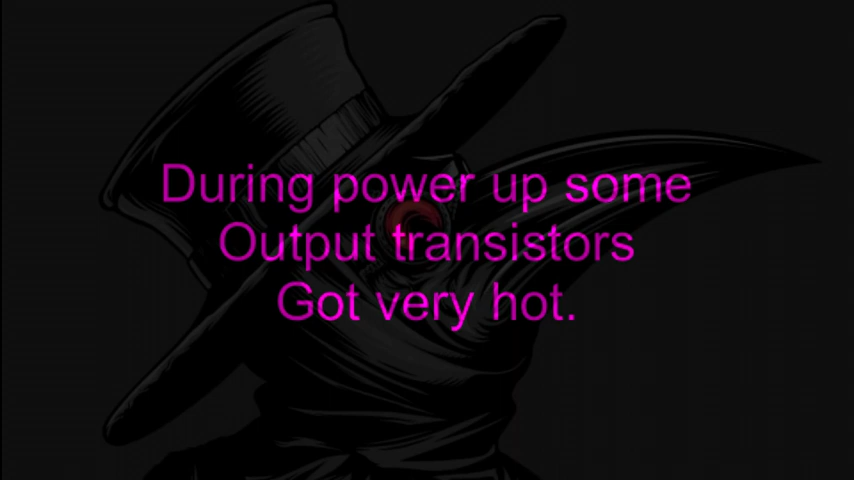 During power up some
Output transistors
Got very hot.